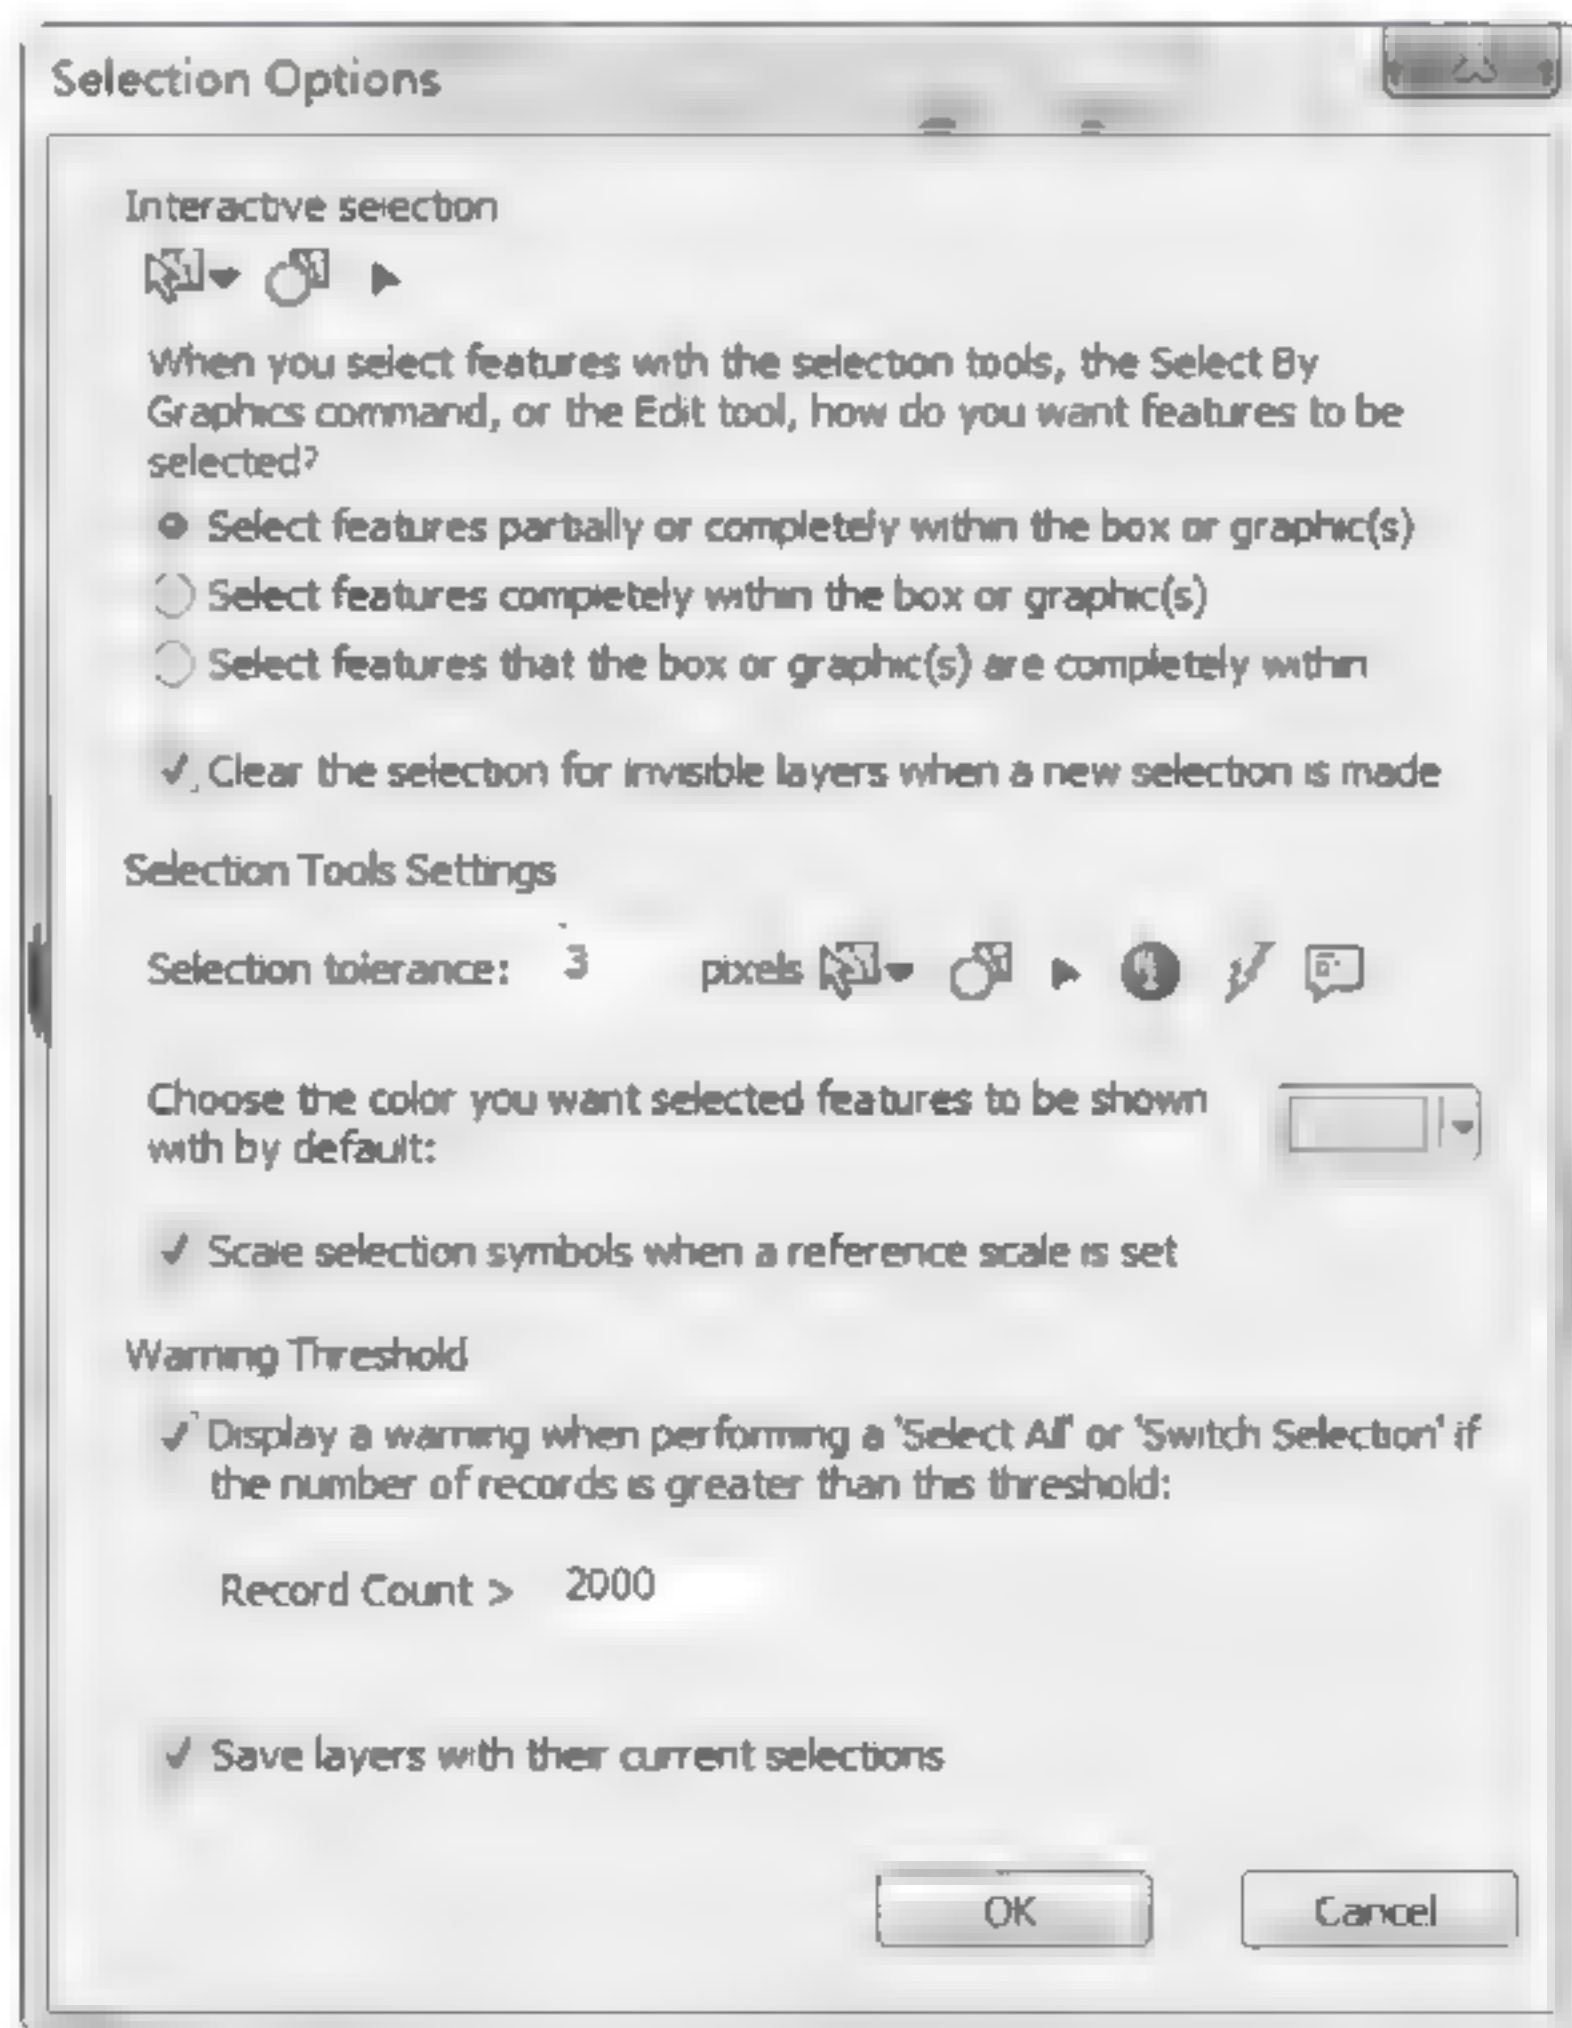 Selection Options
Interactive selection
When you select features with the selection tools, the Select By
Graphics command, or the Edit tool, how do you want features to be
selected?
Select features partially or completely within the box or graphic(s)
Select features completely within the box or graphic(s)
Select features that the box or graphic(s) are completely within
Clear the selection for invisible layers when a new selection is made
Selection Tools Settings
Selection tolerance: 3 pixels
Choose the color you want selected features to be shown
with by default:
Scale selection symbols when a reference scale is set
Warning Threshold
Display a warning when performing a 'Select All' or 'Switch Selection' if
the number of records is greater than this threshold:
Record Count > 2000
Save layers with their current selections
OK Cancel